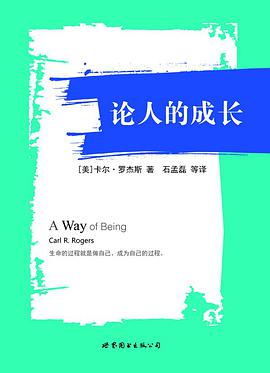 论人的成长
[美]卡尔·罗杰斯 著 石孟磊 等译
A Way of Being
Carl R. Rogers
生命的过程就是做自己、成为自己的过程。
世界图书出版公司